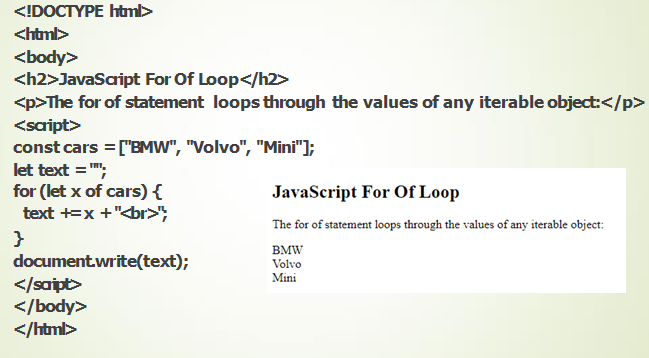 <!DOCTYPE html>
<html>
<body>
<h2>JavaScript For Of Loop</h2>
<p>The for of statement loops through the values of any iterable object:</p>
<script>
const cars = ["BMW", "Volvo", "Mini"];
let text = "";
for (let x of cars) {
  text += x + "<br>";
}
document.write(text);
</script>
</body>
</html>
JavaScript For Of Loop
The for of statement loops through the values of any iterable object:
BMW
Volvo
Mini